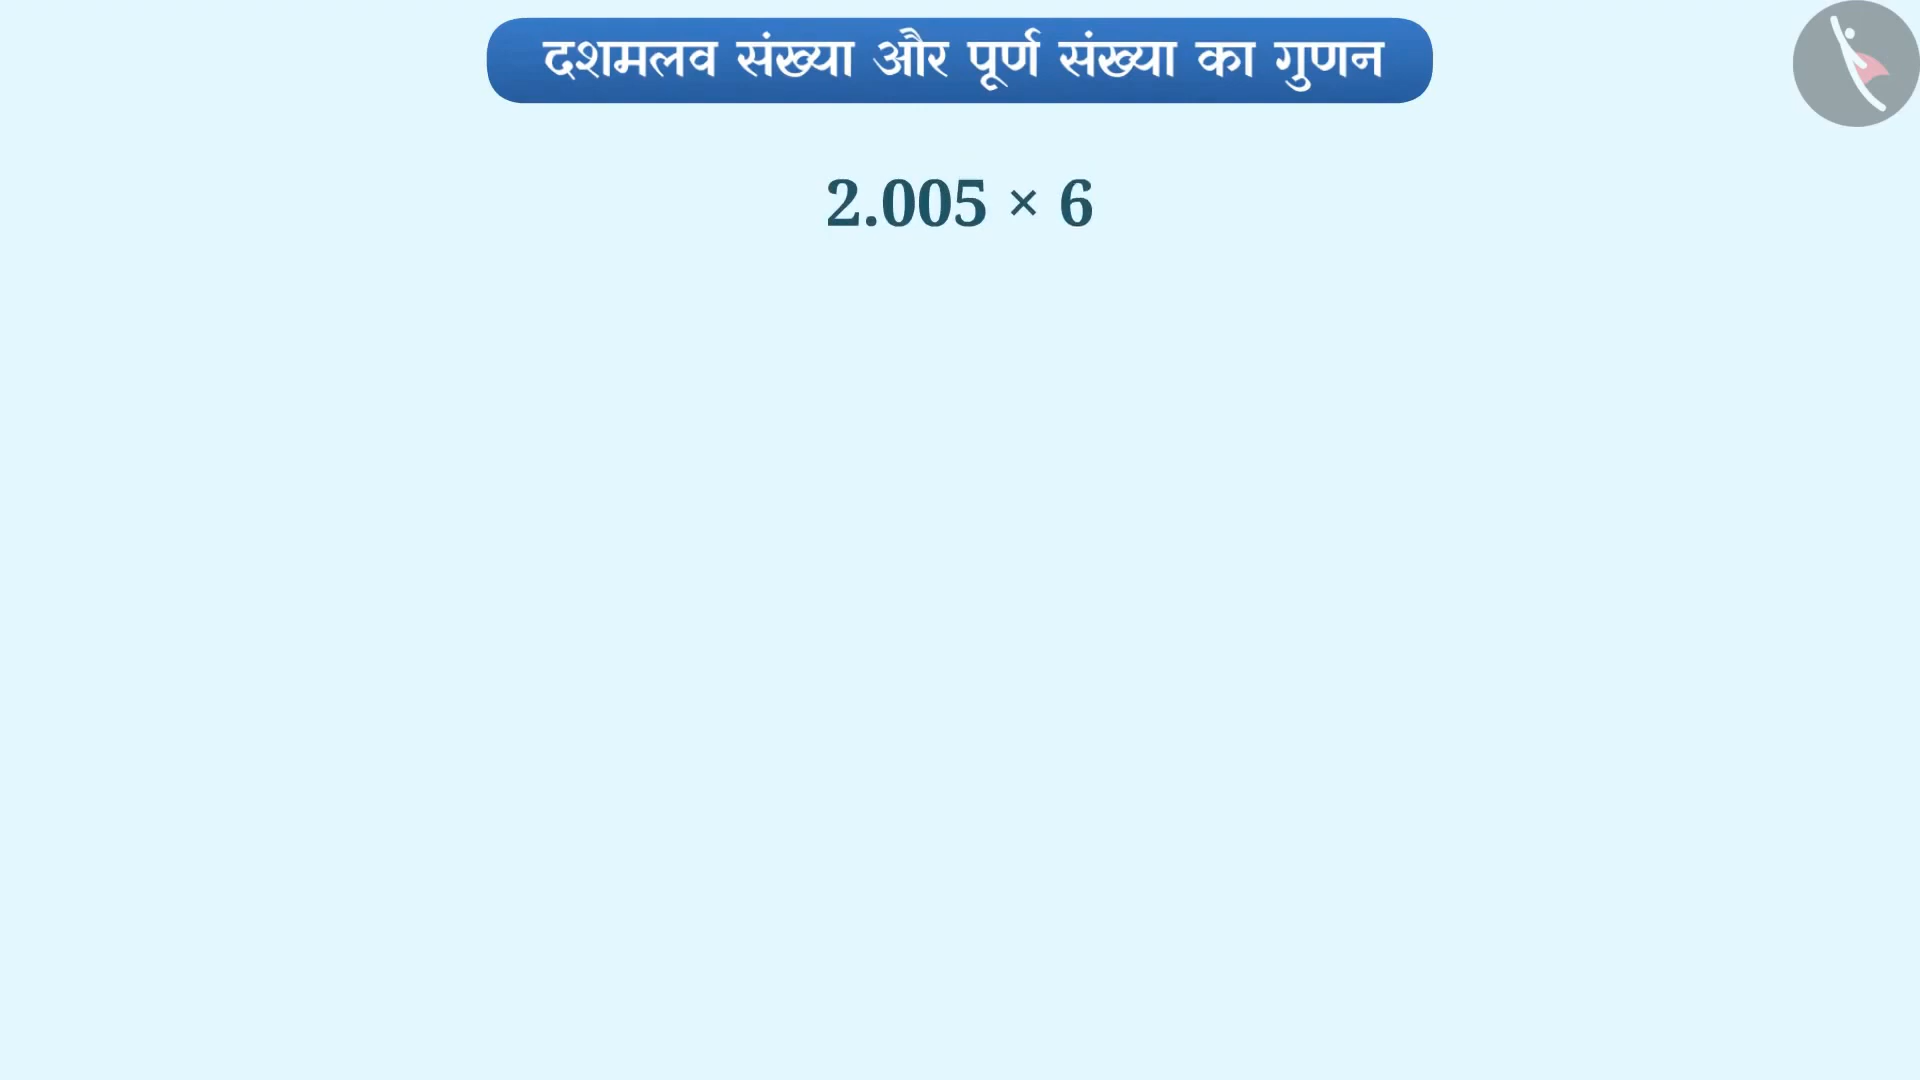 दशमलव संख्या और पूर्ण संख्या का गुणन
2.005 × 6